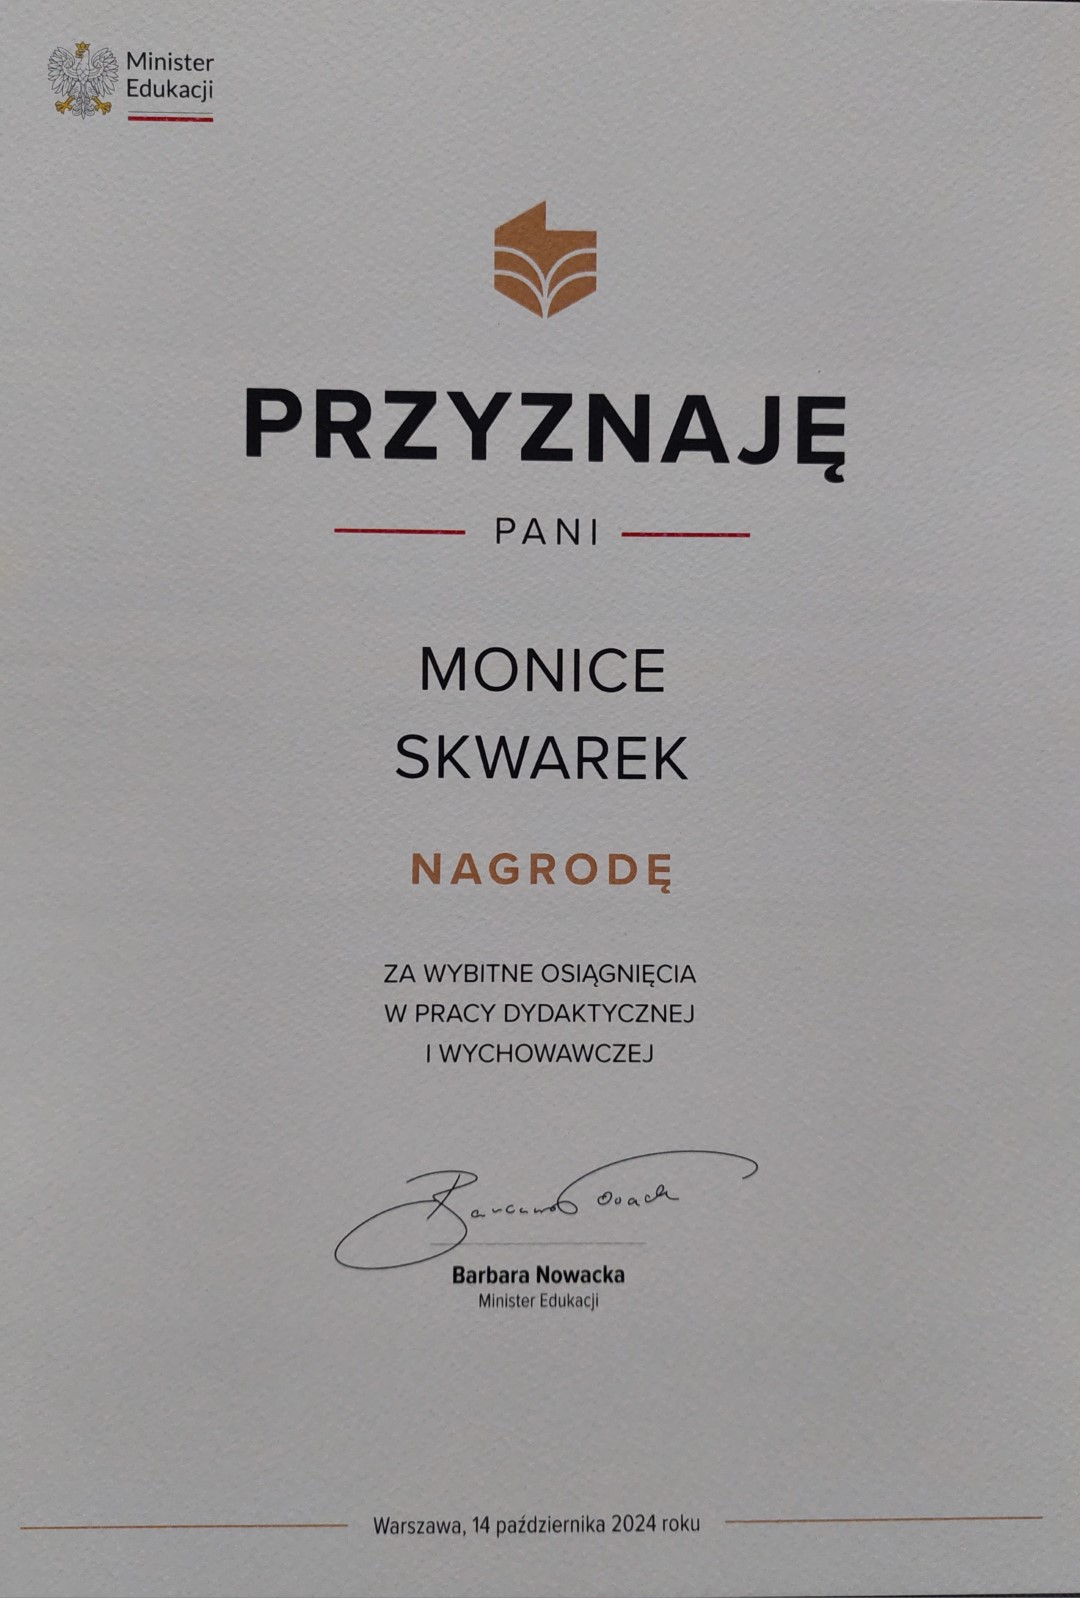 Minister
Edukacji
PRZYZNAJĘ
PANI
MONICE
SKWAREK
NAGRODĘ
ZA WYBITNE OSIĄGNIĘCIA
W PRACY DYDAKTYCZNEJ
I WYCHOWAWCZEJ
Barbara Nowacka
Minister Edukacji
Warszawa, 14 października 2024 roku